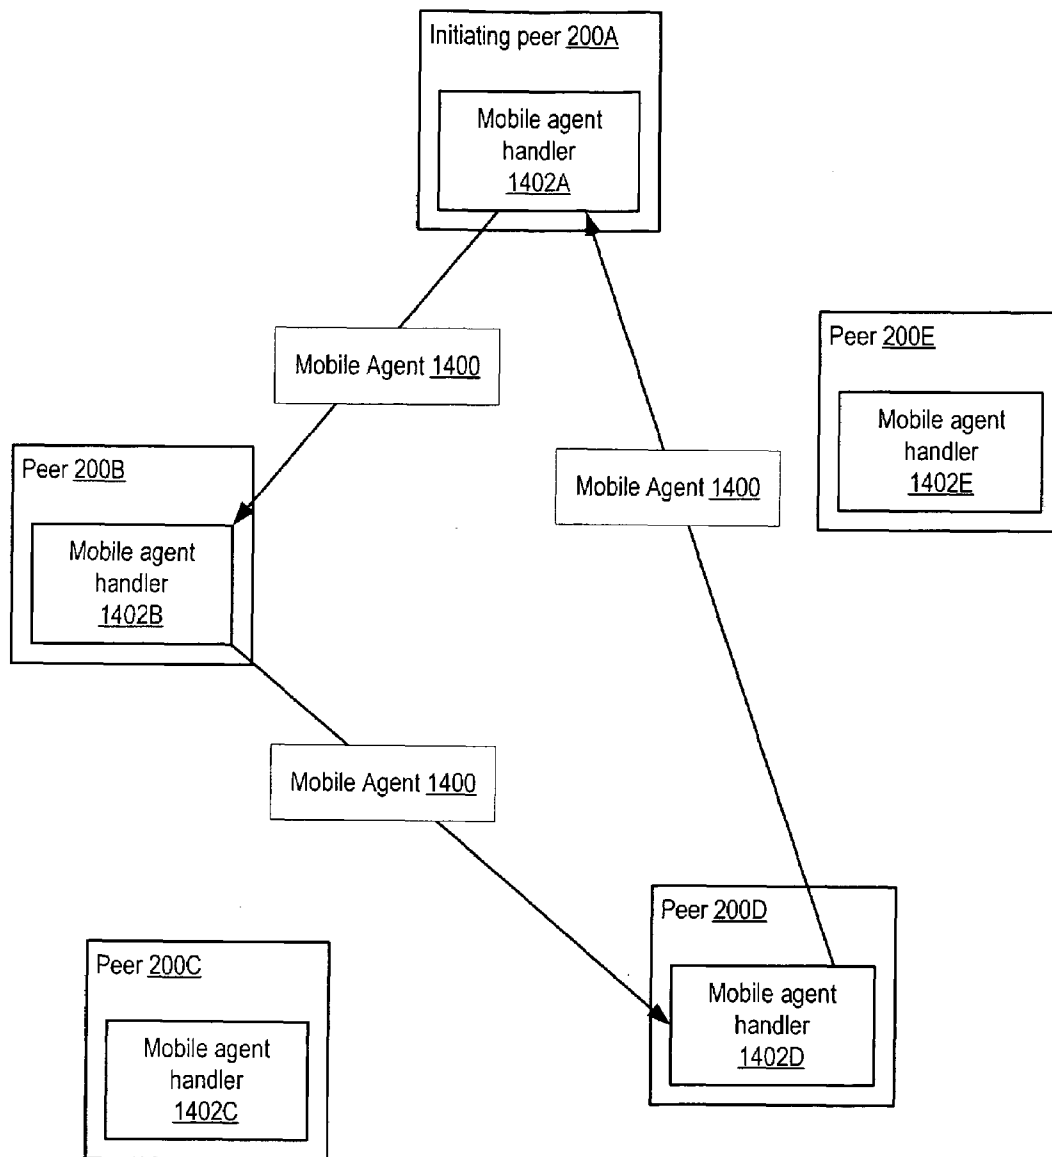 Initiating peer 200A
Mobile agent
handler
1402A
Mobile Agent 1400
Peer 200E
Mobile agent
handler
1402E
Peer 200B
Mobile agent
handler
1402B
Mobile Agent 1400
Mobile Agent 1400
Peer 200D
Mobile agent
handler
1402D
Peer 200C
Mobile agent
handler
1402C